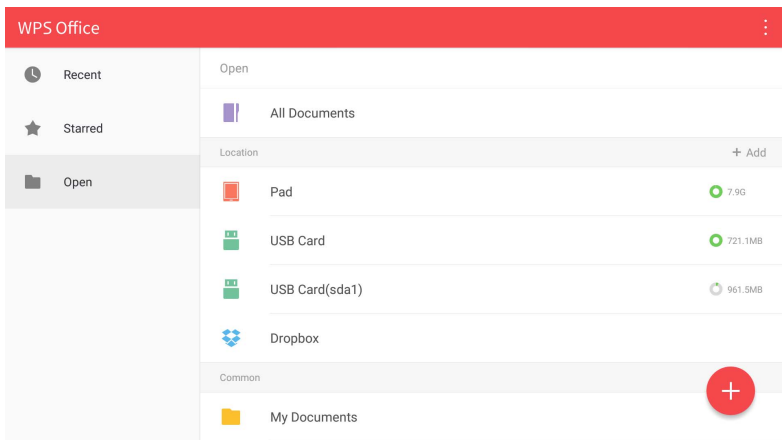 WPS Office
Recent
Starred
Open
Open
All Documents
Location
+ Add
Pad
7.9G
USB Card
721.1MB
USB Card(sda1)
961.5MB
Dropbox
Common
My Documents